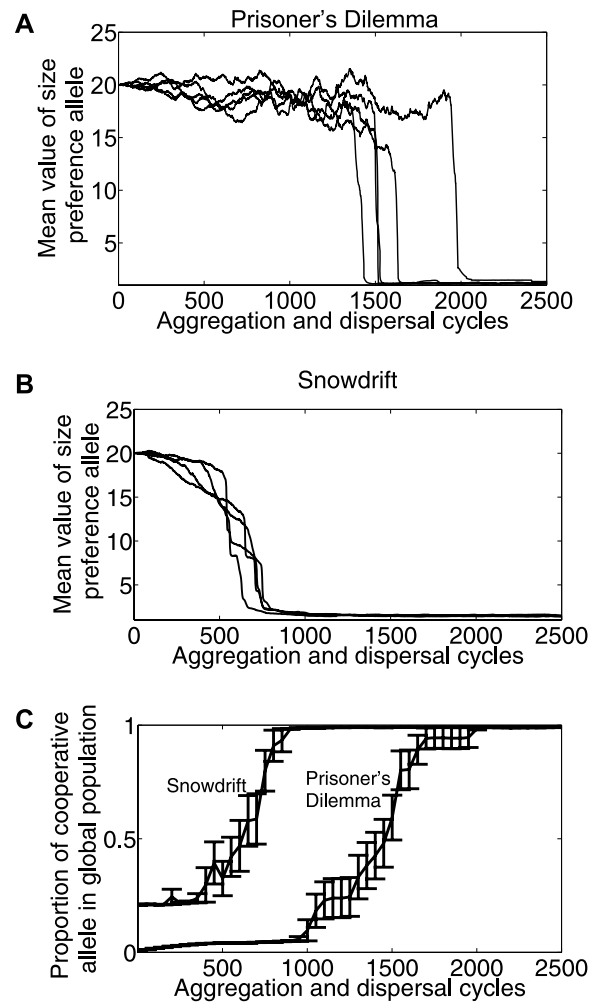 A
Prisoner's Dilemma
Mean value of size
preference allele
25
20
15
10
5
0 500 1000 1500 2000 2500
Aggregation and dispersal cycles
B
Snowdrift
Mean value of size
preference allele
25
20
15
10
5
0 500 1000 1500 2000 2500
Aggregation and dispersal cycles
C
Proportion of cooperative
allele in global population
1
0.5
0
Snowdrift
Prisoner's
Dilemma
500 1000 1500 2000 2500
Aggregation and dispersal cycles